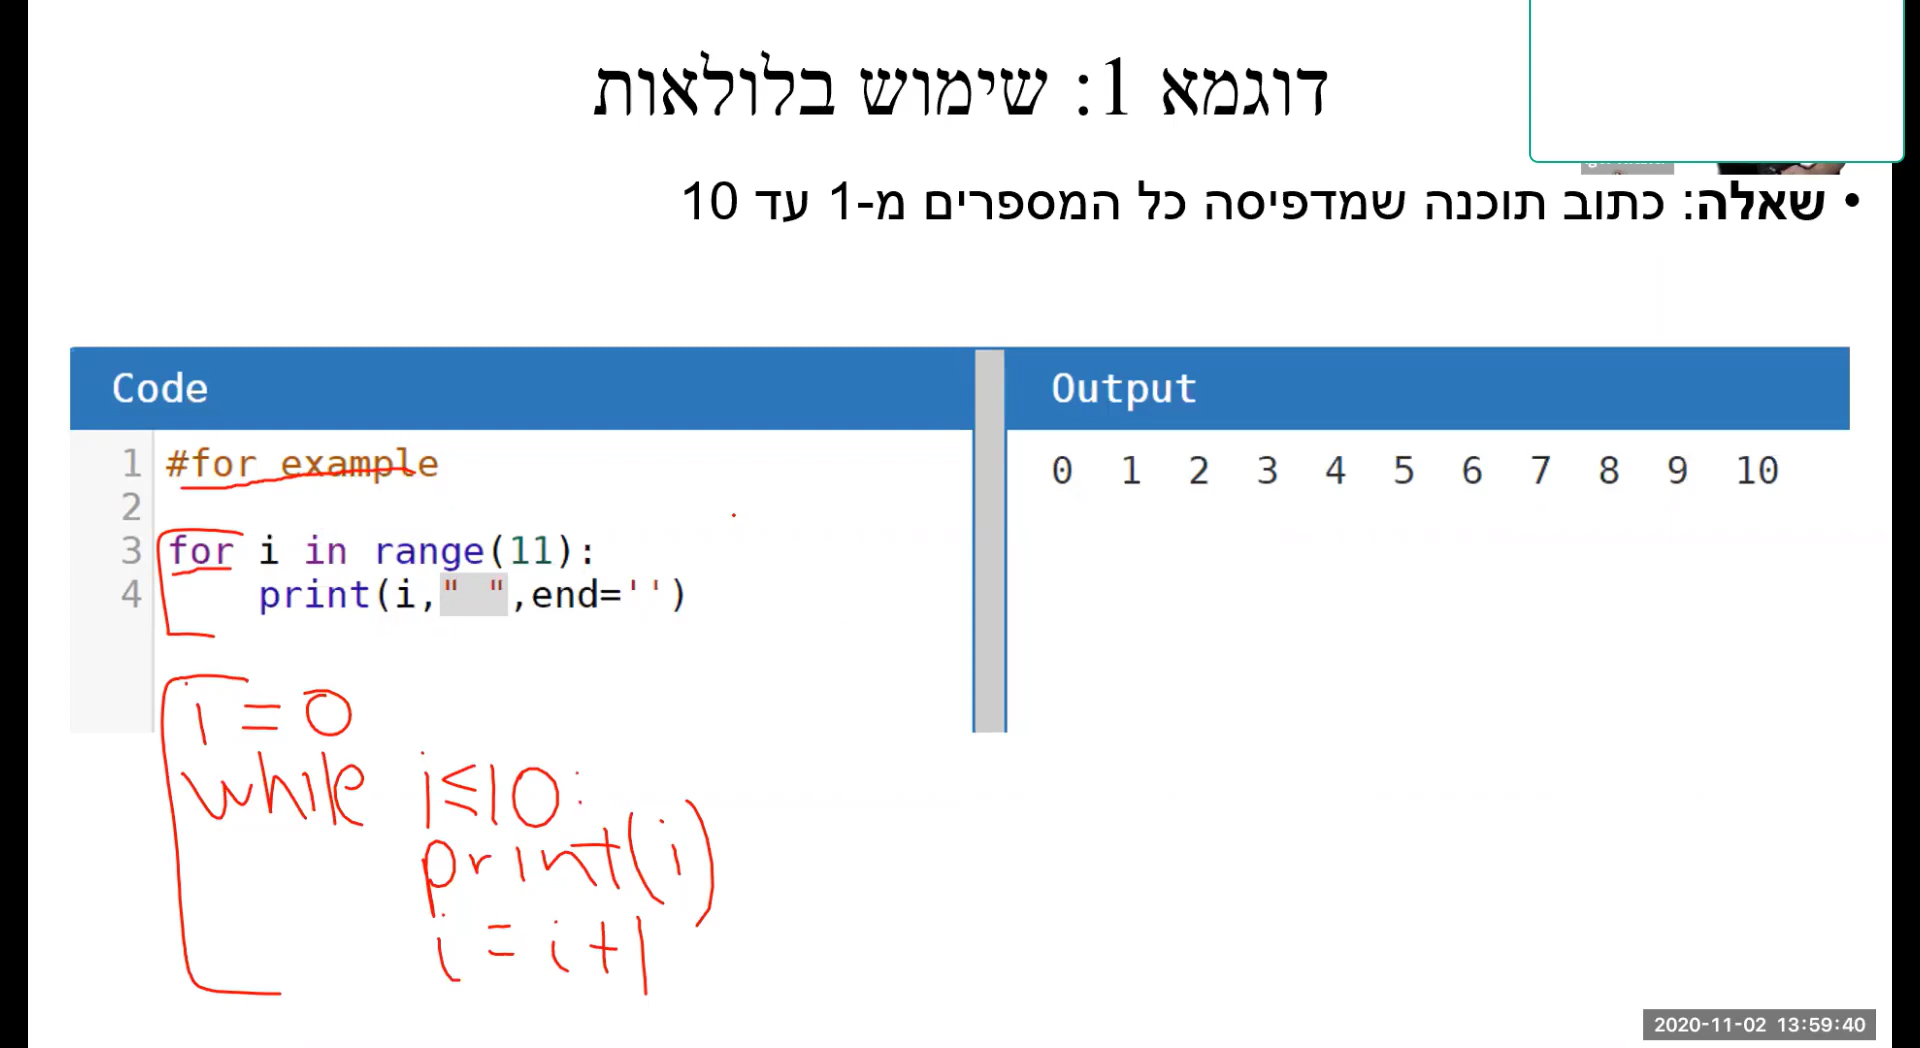 דוגמא 1: שימוש בלולאות
• שאלה: כתוב תוכנה שמדפיסה כל המספרים מ-1 עד 10
Code
1 #for example
2
3 for i in range(11):
4 print(i," ",end='')
Output
0 1 2 3 4 5 6 7 8 9 10
i = 0
while i≤10:
print(i)
i = i+1
2020-11-02 13:59:40